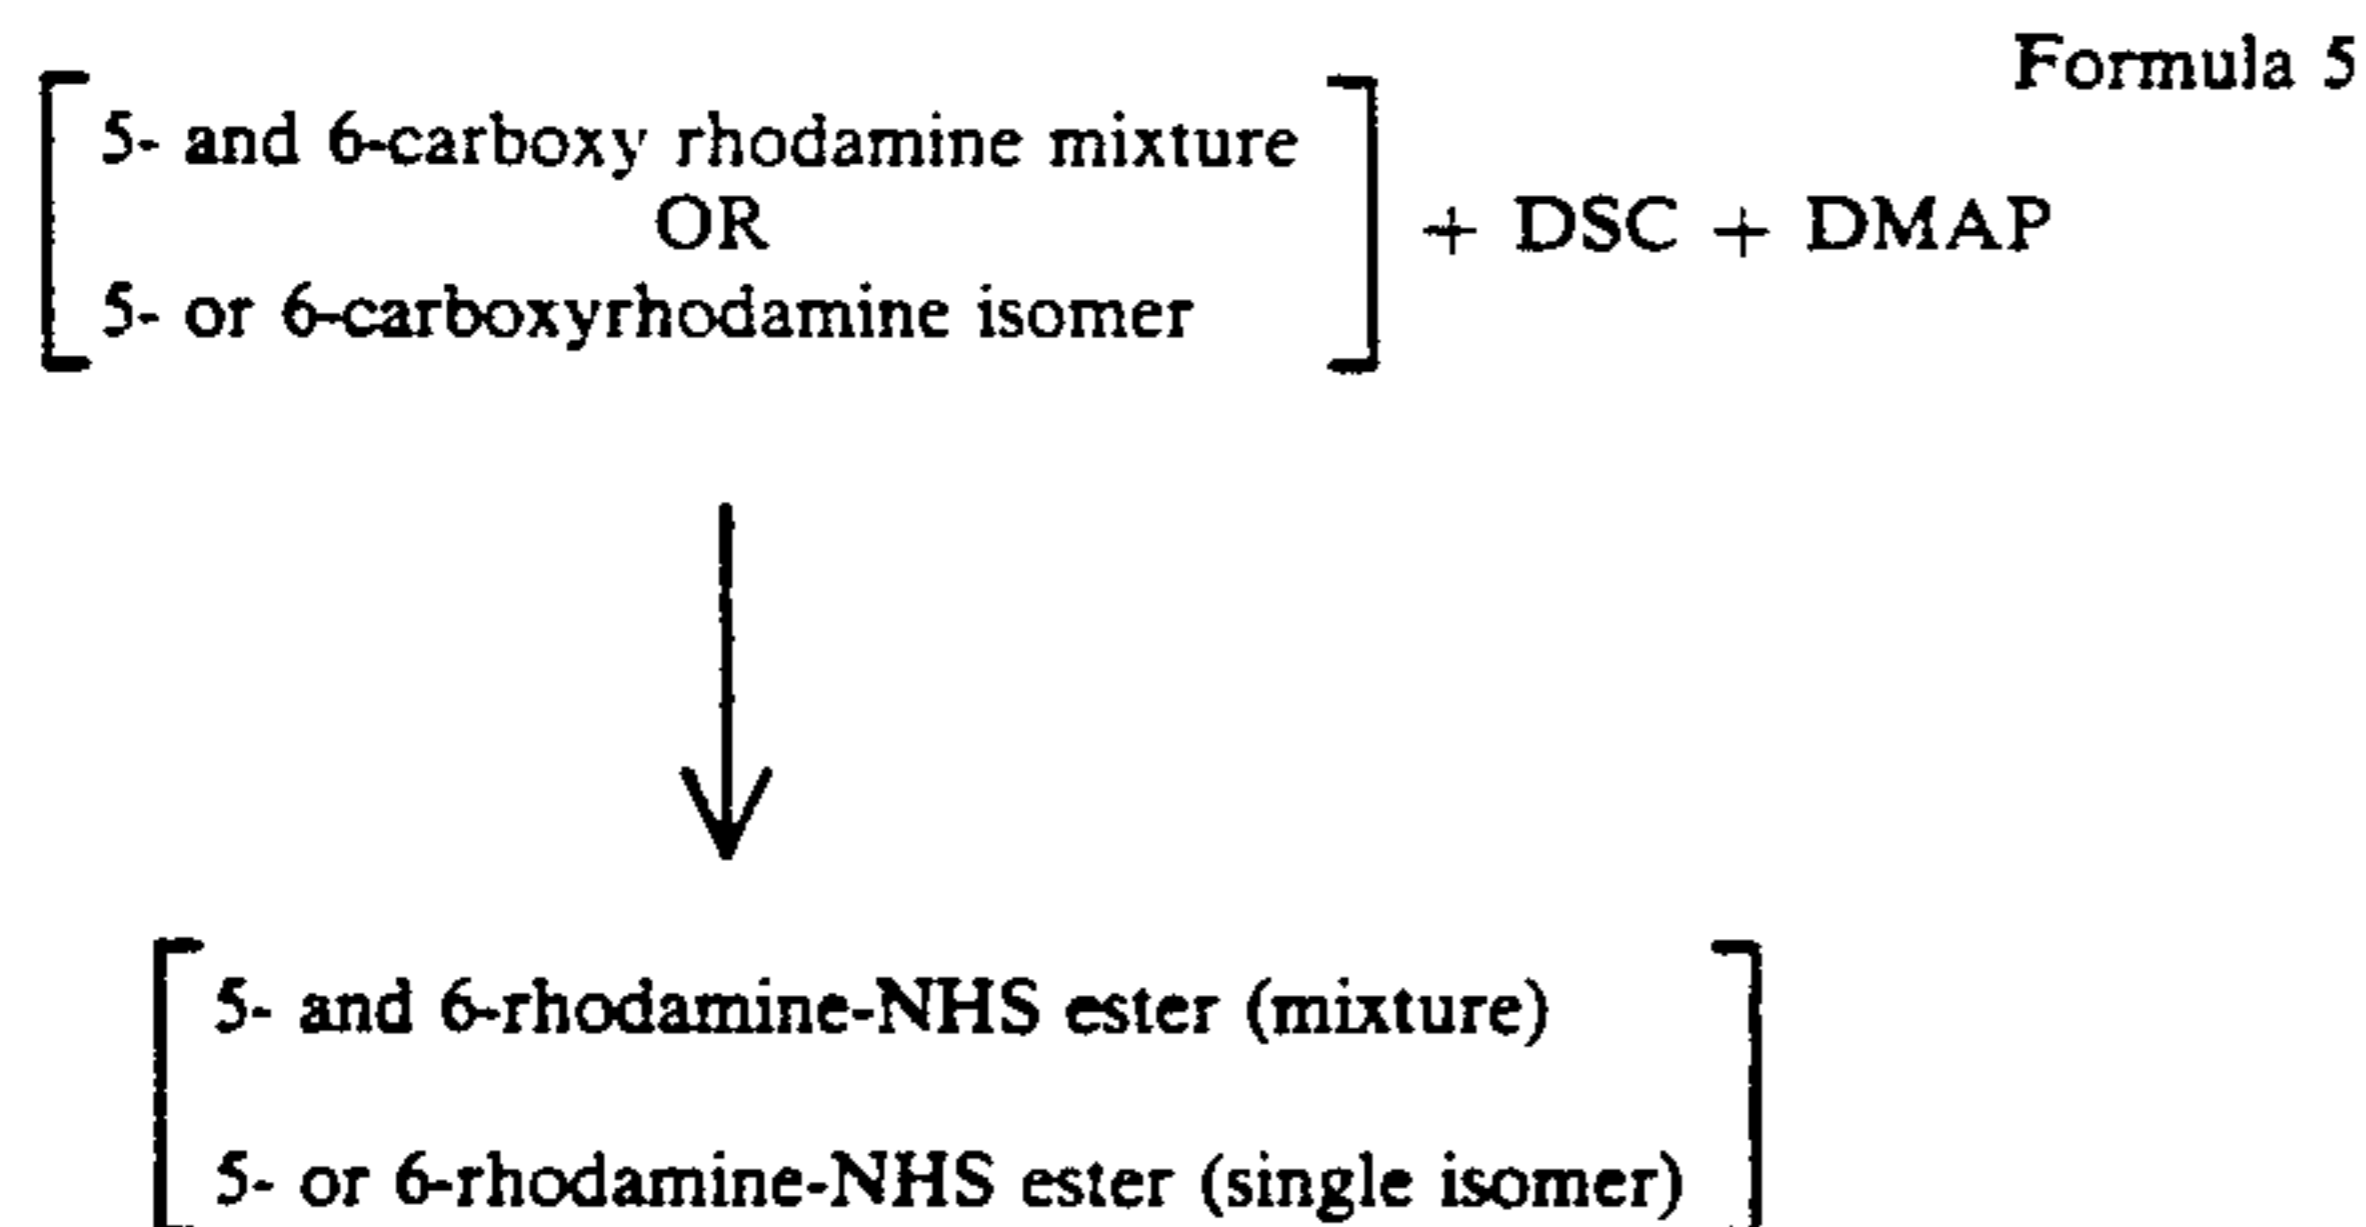 Formula 5
5- and 6-carboxy rhodamine mixture
OR
+ DSC + DMAP
5- or 6-carboxyrhodamine isomer
5- and 6-rhodamine-NHS ester (mixture)
5- or 6-rhodamine-NHS ester (single isomer)